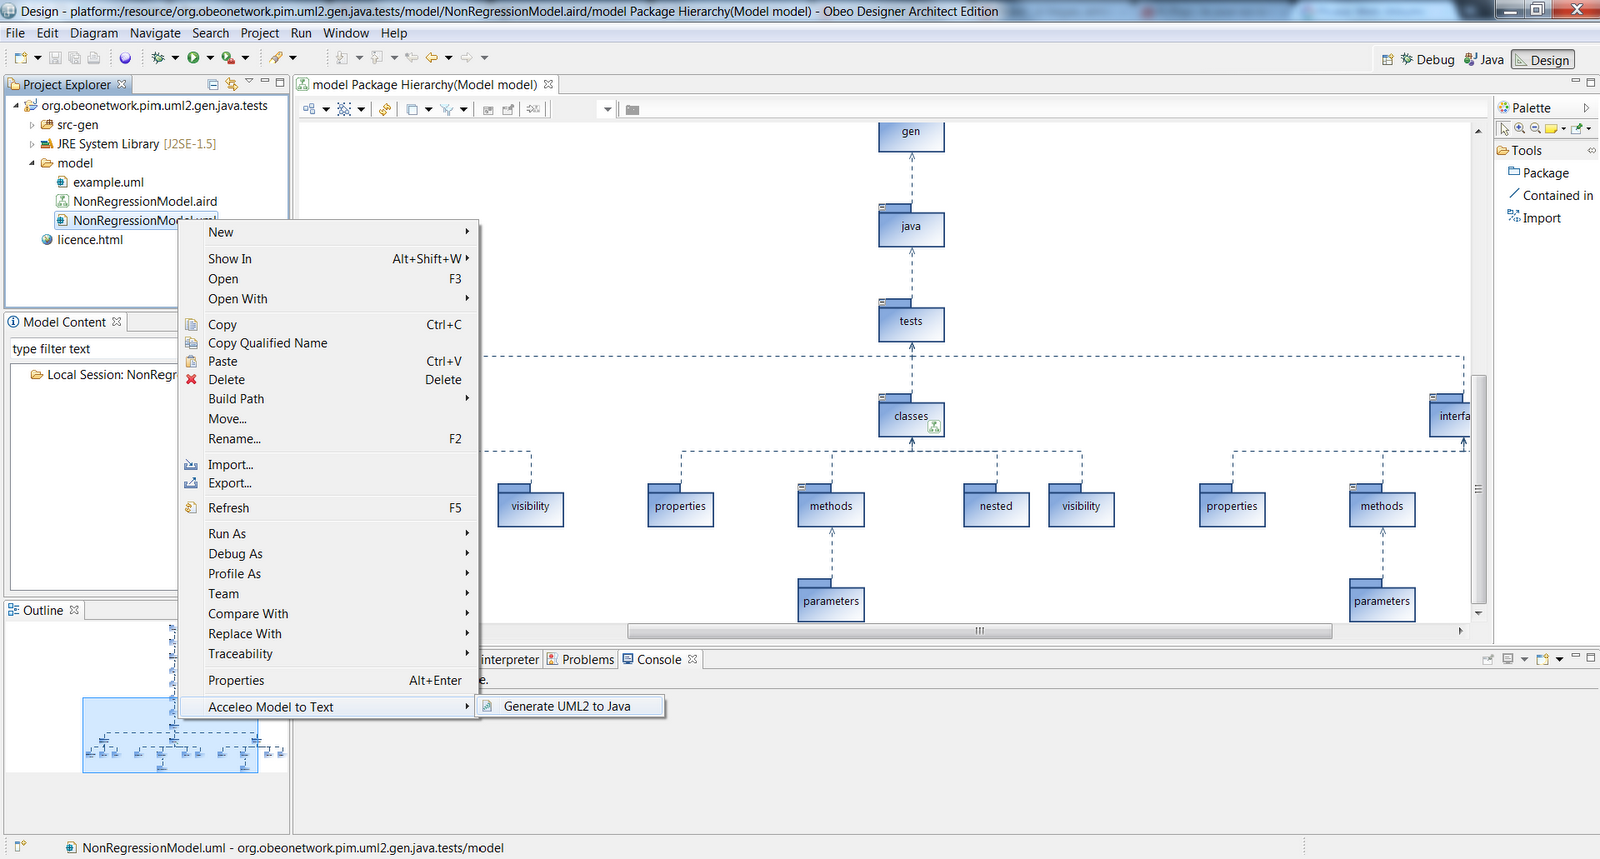 Design - platform:/resource/org.obeonetwork.pim.uml2.gen.java.tests/model/NonRegressionModel.aird/model Package Hierarchy(Model model) - Obeo Designer Architect Edition
File Edit Diagram Navigate Search Project Run Window Help
Debug Java Design
Project Explorer
org.obeonetwork.pim.uml2.gen.java.tests
src-gen
JRE System Library [J2SE-1.5]
model
example.uml
NonRegressionModel.aird
NonRegressionModel.uml
licence.html
Model Content
type filter text
Local Session: NonRegr
Outline
New
Show In Alt+Shift+W
Open F3
Open With
Copy Ctrl+C
Copy Qualified Name
Paste Ctrl+V
Delete Delete
Build Path
Move...
Rename... F2
Import...
Export...
Refresh F5
Run As
Debug As
Profile As
Team
Compare With
Replace With
Traceability
Properties Alt+Enter
Acceleo Model to Text
Generate UML2 to Java
model Package Hierarchy(Model model)
gen
java
tests
classes
interfa
visibility
properties
methods
nested
visibility
properties
methods
parameters
parameters
Palette
Tools
Package
Contained in
Import
interpreter Problems Console
e.
NonRegressionModel.uml - org.obeonetwork.pim.uml2.gen.java.tests/model